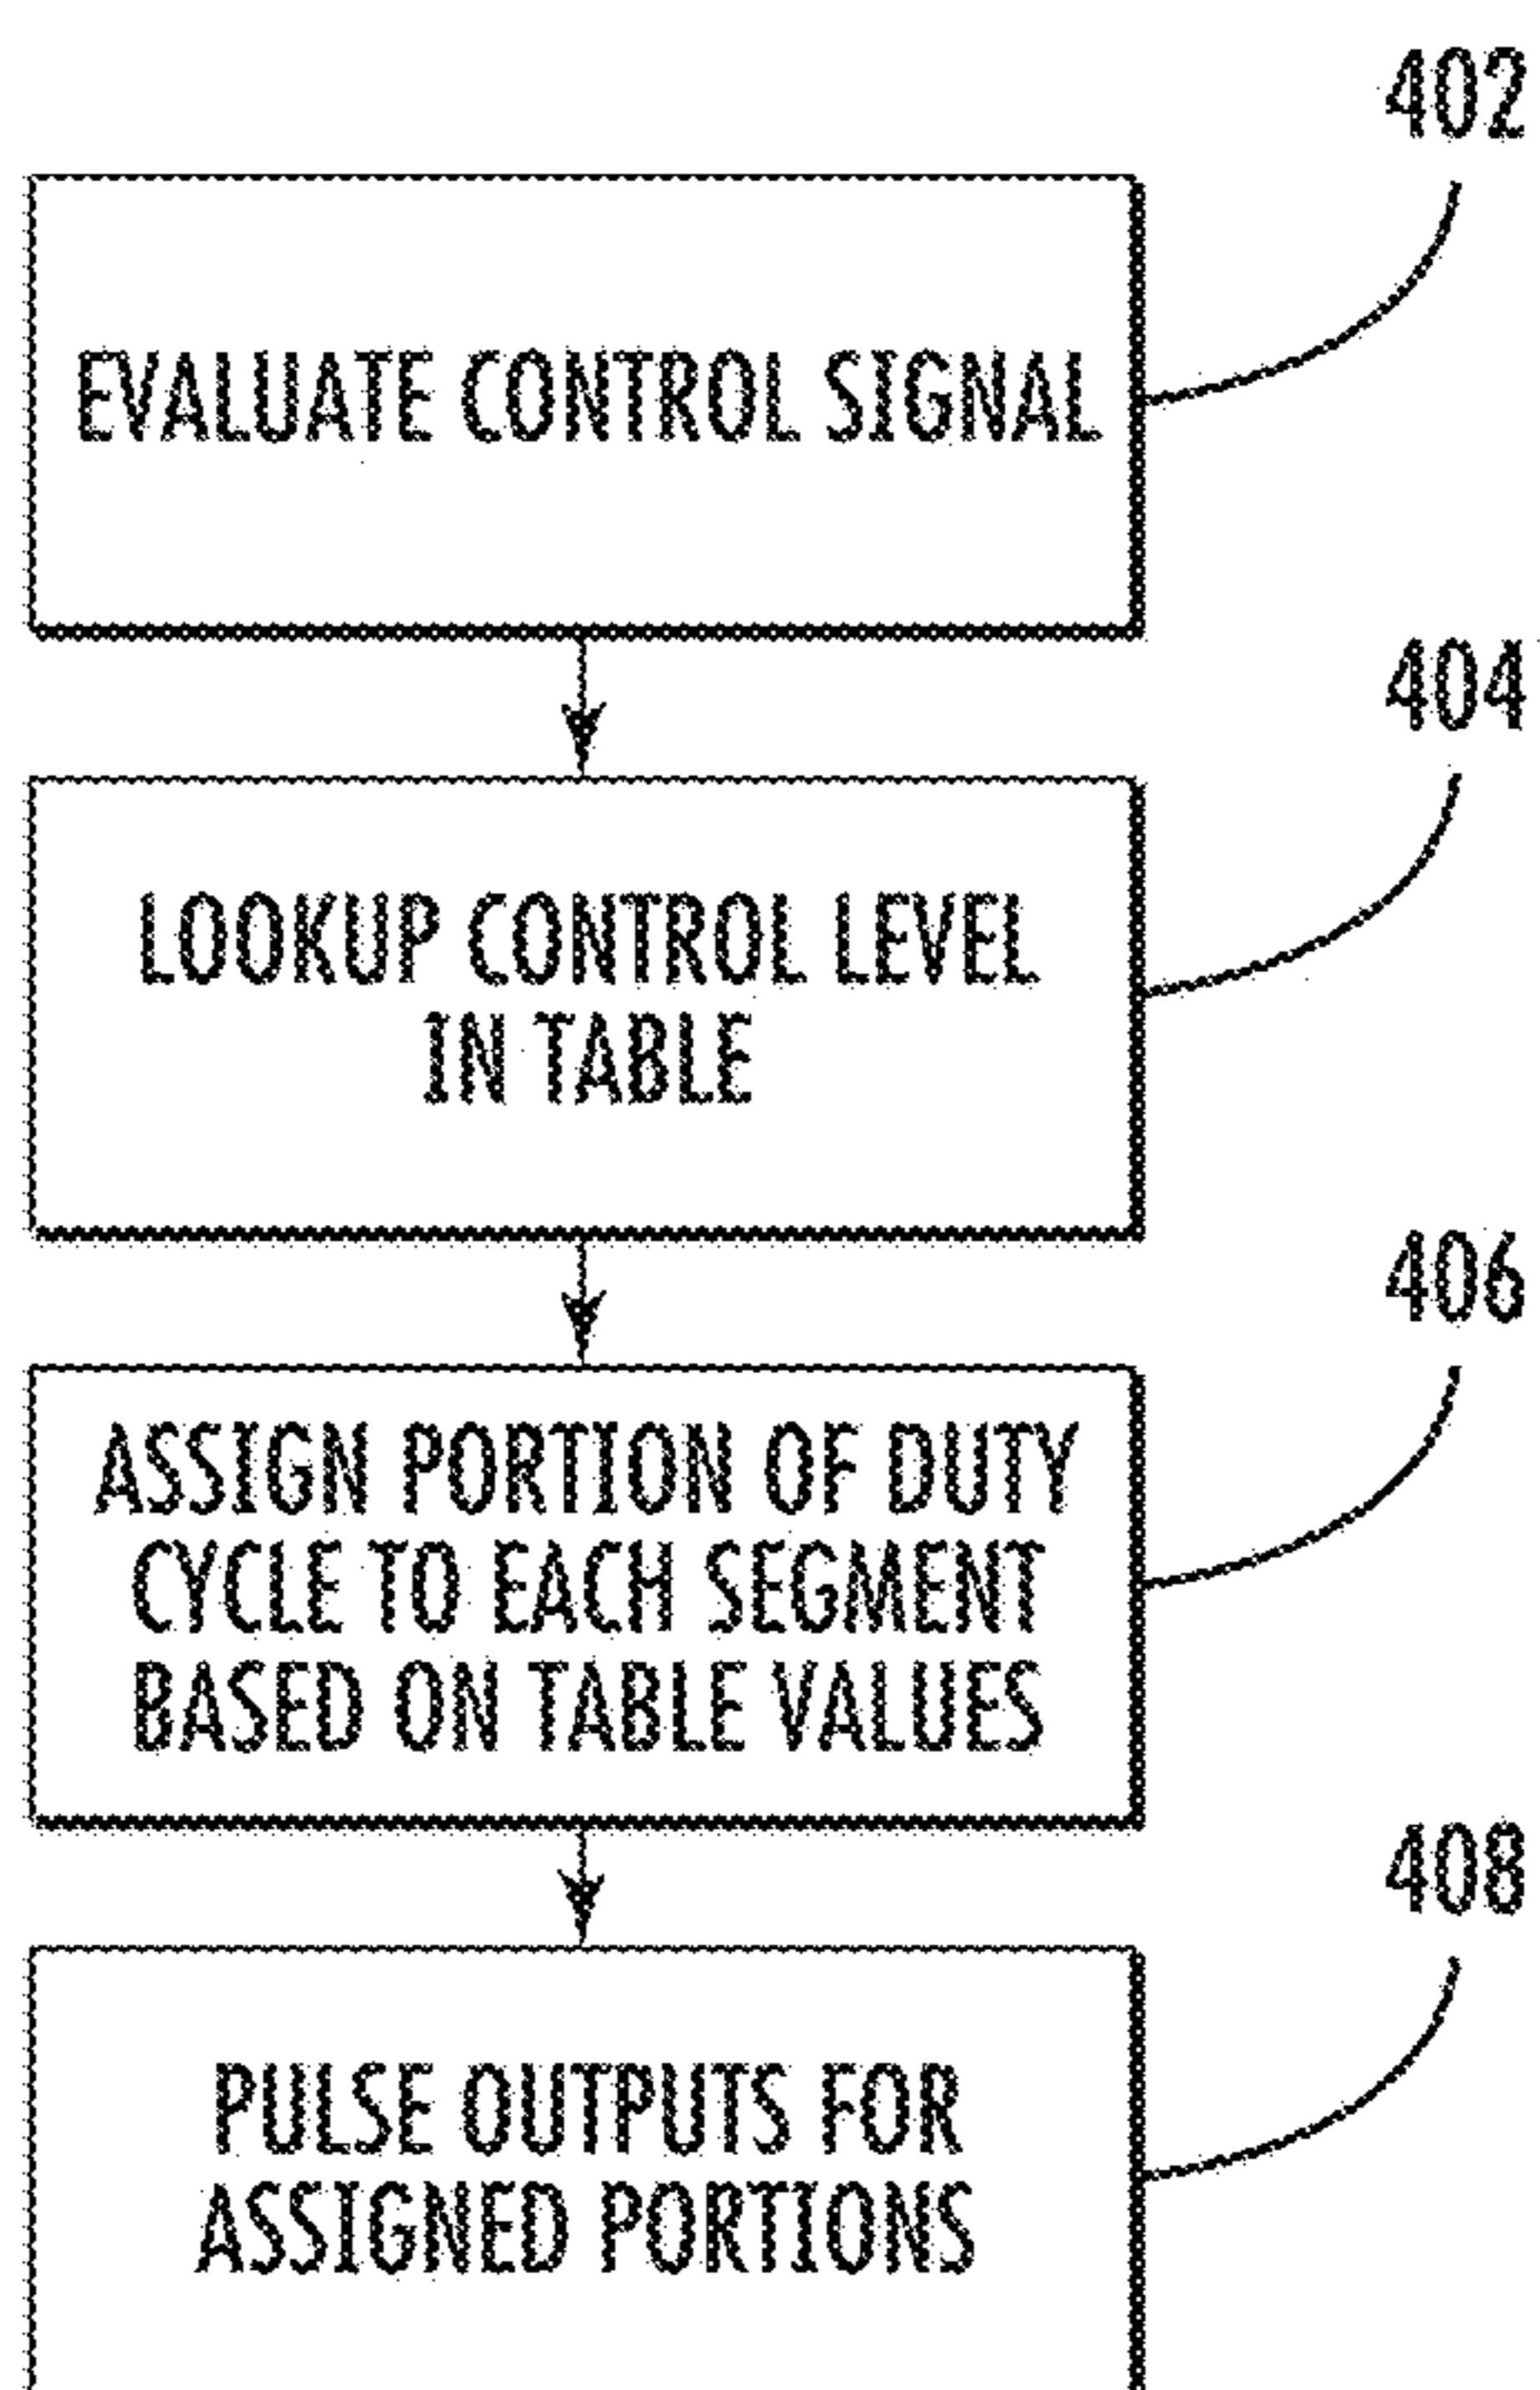 402
EVALUATE CONTROL SIGNAL
404
LOOKUP CONTROL LEVEL
IN TABLE
406
ASSIGN PORTION OF DUTY
CYCLE TO EACH SEGMENT
BASED ON TABLE VALUES
408
PULSE OUTPUTS FOR
ASSIGNED PORTIONS